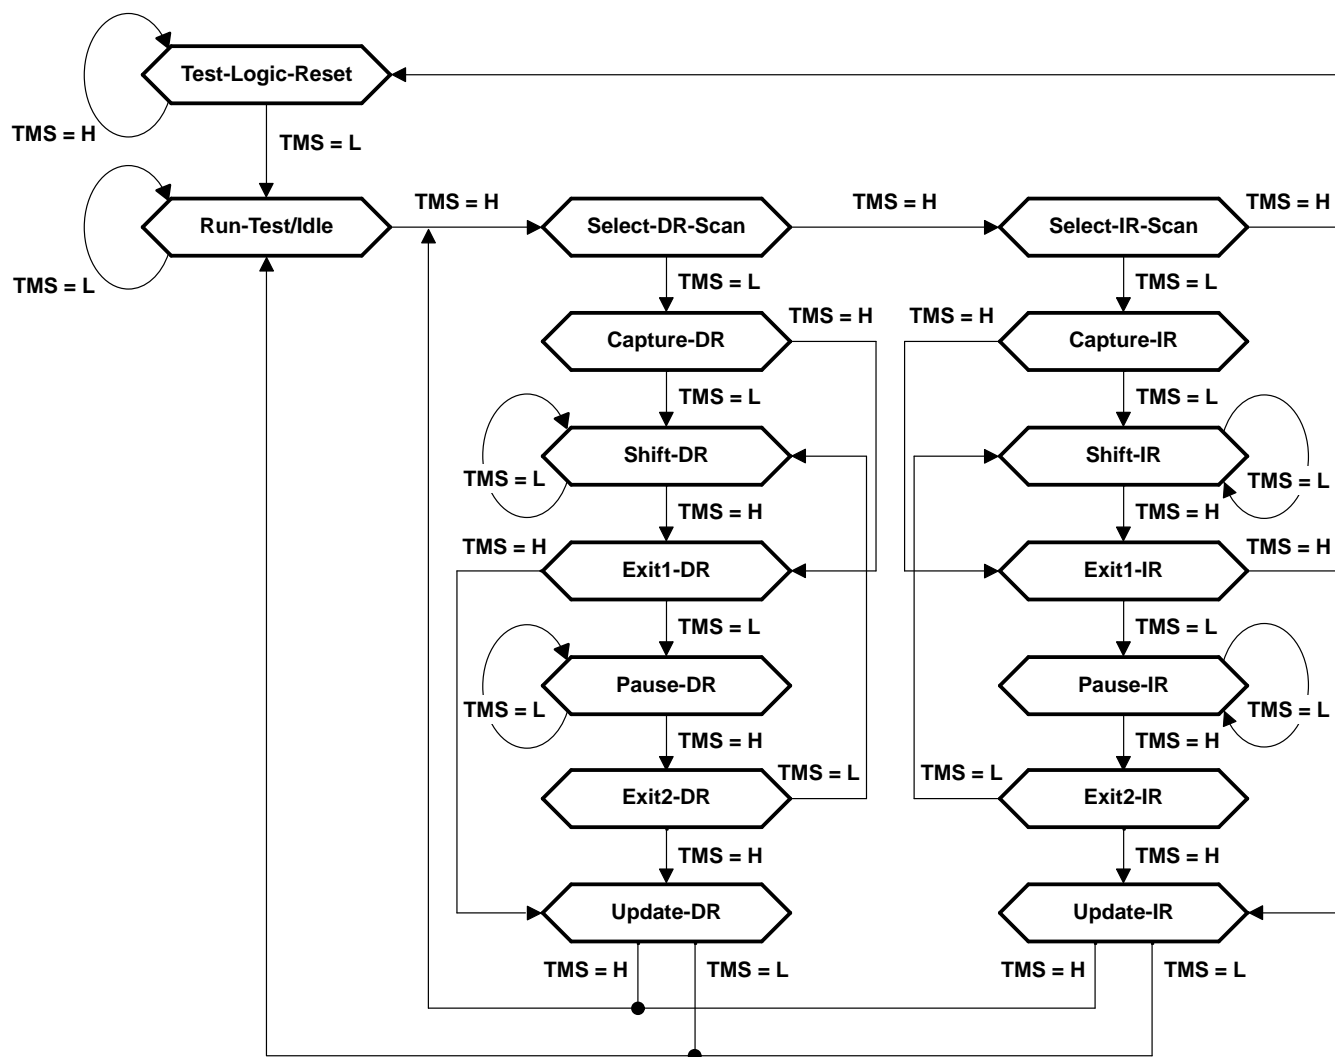 Test-Logic-Reset
TMS = H
TMS = L
TMS = H
TMS = H
TMS = H
Run-Test/Idle
Select-DR-Scan
Select-IR-Scan
TMS = L
TMS = L
TMS = L
TMS = H
TMS = H
Capture-DR
Capture-IR
TMS = L
TMS = L
Shift-DR
Shift-IR
TMS = L
TMS = L
TMS = H
TMS = H
TMS = H
TMS = H
Exit1-DR
Exit1-IR
TMS = L
TMS = L
Pause-DR
Pause-IR
TMS = L
TMS = L
TMS = H
TMS = H
TMS = L
TMS = L
Exit2-DR
Exit2-IR
TMS = H
TMS = H
Update-DR
Update-IR
TMS = H
TMS = L
TMS = H
TMS = L